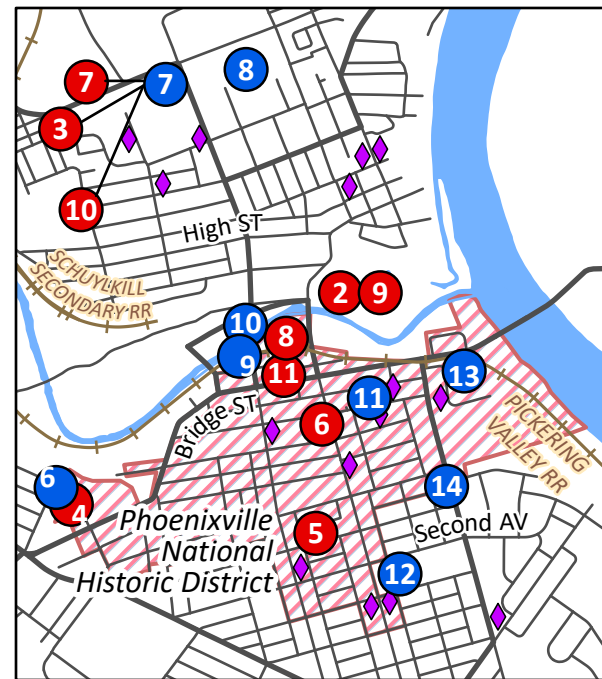 7
7
8
3
10
High ST
SCHUYLKILL
SECONDARY RR
2
9
10
8
9
11
13
Bridge ST
11
6
PICKERING
VALLEY RR
6
4
14
Phoenixville
National
Historic District
5
Second AV
12